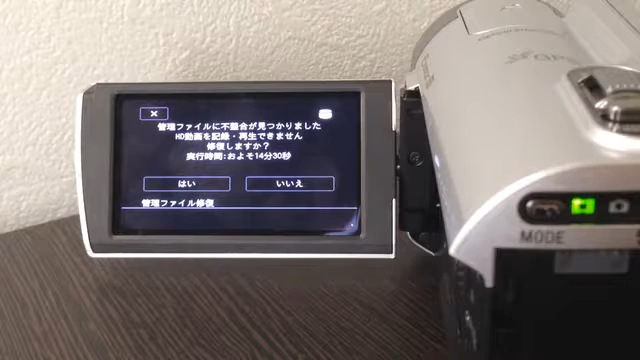 ×
管理ファイルに不整合が見つかりました
HD動画を記録・再生できません
修復しますか?
実行時間:およそ14分30秒
はい
いいえ
管理ファイル修復
MODE